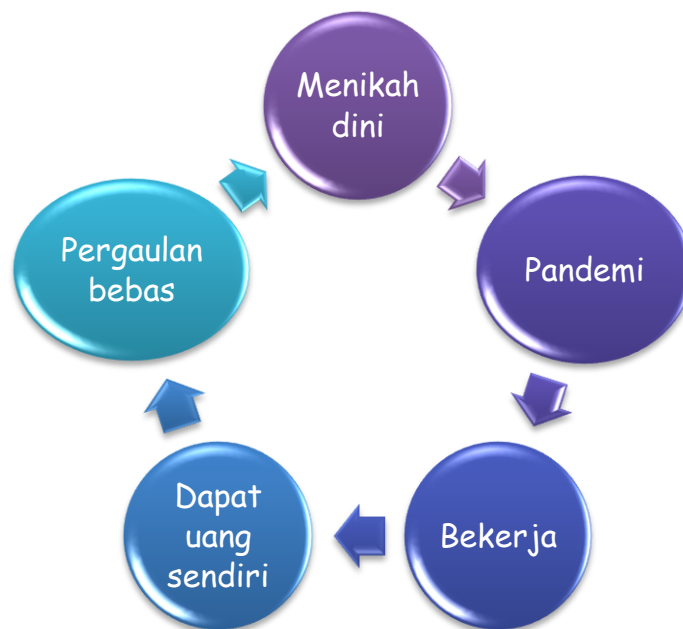 Menikah
dini
Pandemi
Bekerja
Dapat
uang
sendiri
Pergaulan
bebas